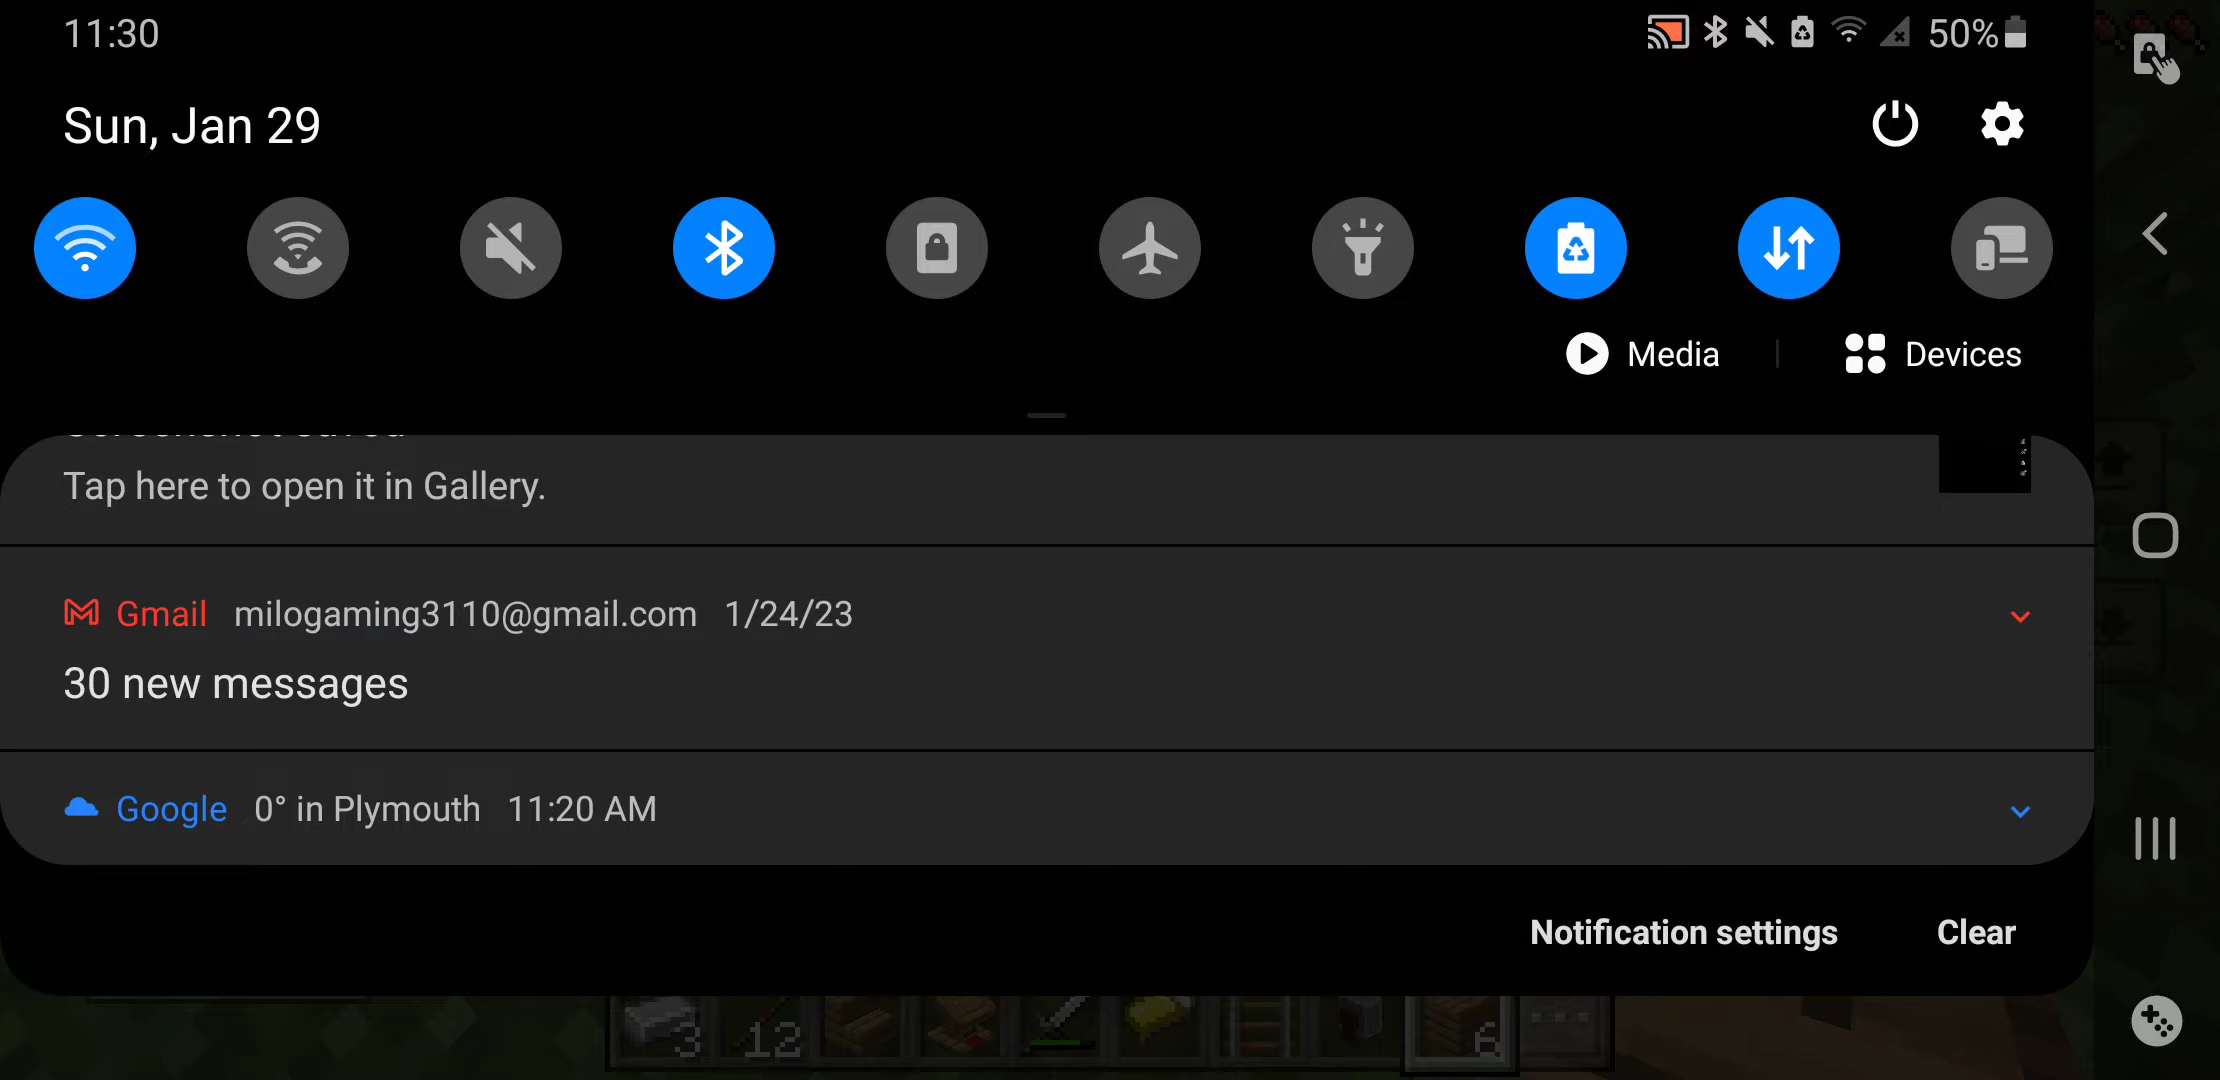 11:30
50%
Sun, Jan 29
Media
Devices
Screenshot saved
Tap here to open it in Gallery.
Gmail milogaming3110@gmail.com 1/24/23
30 new messages
Google 0° in Plymouth 11:20 AM
Notification settings
Clear
3
12
6